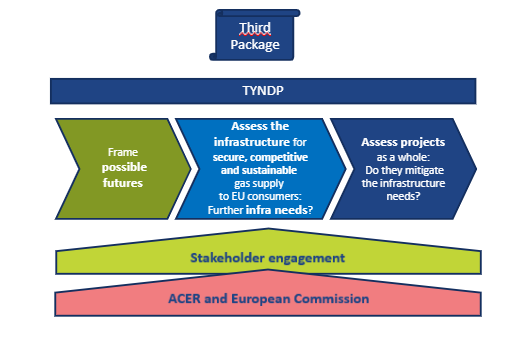 Third
Package
TYNDP
Frame
possible
futures
Assess the
infrastructure for
secure, competitive
and sustainable
gas supply
to EU consumers:
Further infra needs?
Assess projects
as a whole:
Do they mitigate
the infrastructure
needs?
Stakeholder engagement
ACER and European Commission